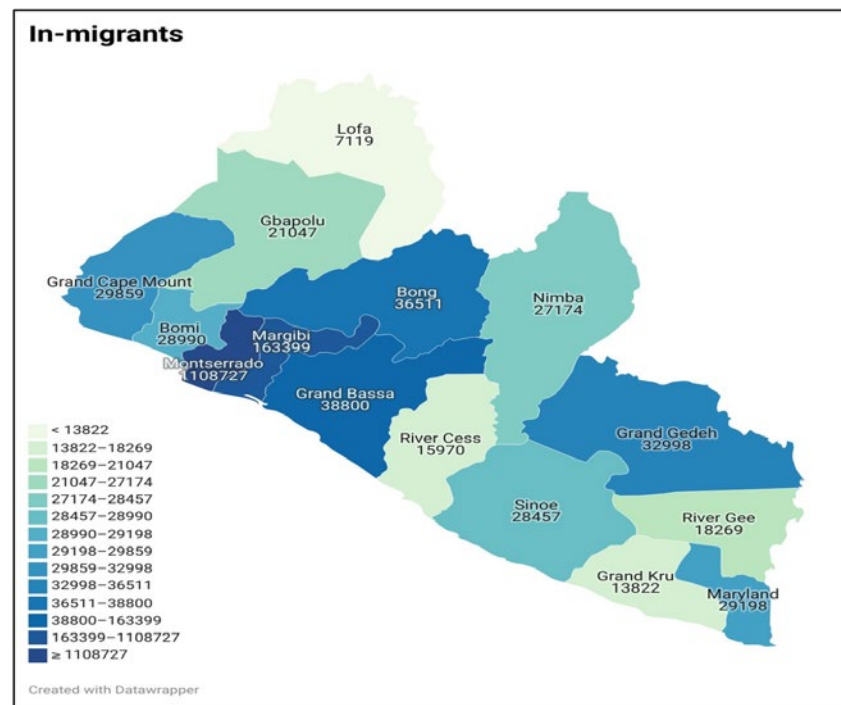 In-migrants
Lofa
7119
Gbapolu
21047
Grand Cape Mount
29859
Bong
36511
Nimba
27174
Bomi
28990
Margibi
163399
Montserrado
1108727
Grand Bassa
38800
River Cess
15970
Grand Gedeh
32998
Sinoe
28457
River Gee
18269
Grand Kru
13822
Maryland
29198
< 13822
13822–18269
18269–21047
21047–27174
27174–28457
28457–28990
28990–29198
29198–29859
29859–32998
32998–36511
36511–38800
38800–163399
163399–1108727
≥ 1108727
Created with Datawrapper